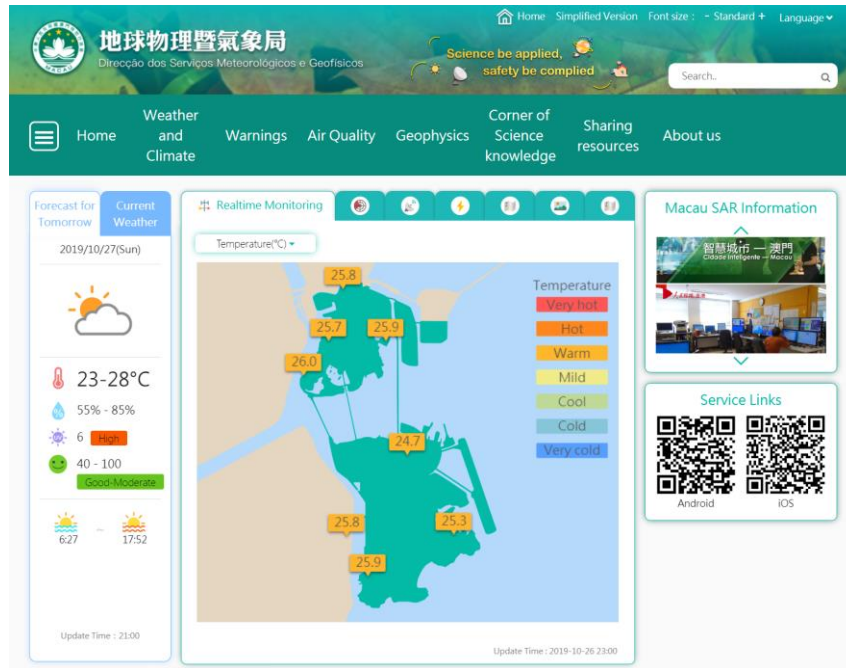 Home Simplified Version Font size : - Standard + Language
地球物理暨氣象局
Direcção dos Serviços Meteorológicos e Geofísicos
MACAU
Science be applied,
safety be complied
Search..
Home
Weather
and
Climate
Warnings
Air Quality
Geophysics
Corner of
Science
knowledge
Sharing
resources
About us
Forecast for
Tomorrow
Current
Weather
2019/10/27(Sun)
23-28°C
55% - 85%
6 High
40 - 100
Good-Moderate
6:27 ~ 17:52
Update Time : 21:00
Realtime Monitoring
Temperature(°C)
25.8
25.7
25.9
26.0
24.7
25.8
25.3
25.9
Temperature
Very hot
Hot
Warm
Mild
Cool
Cold
Very cold
Update Time : 2019-10-26 23:00
Macau SAR Information
智慧城市 — 澳門
Cidade Inteligente — Macau
Service Links
Android
iOS